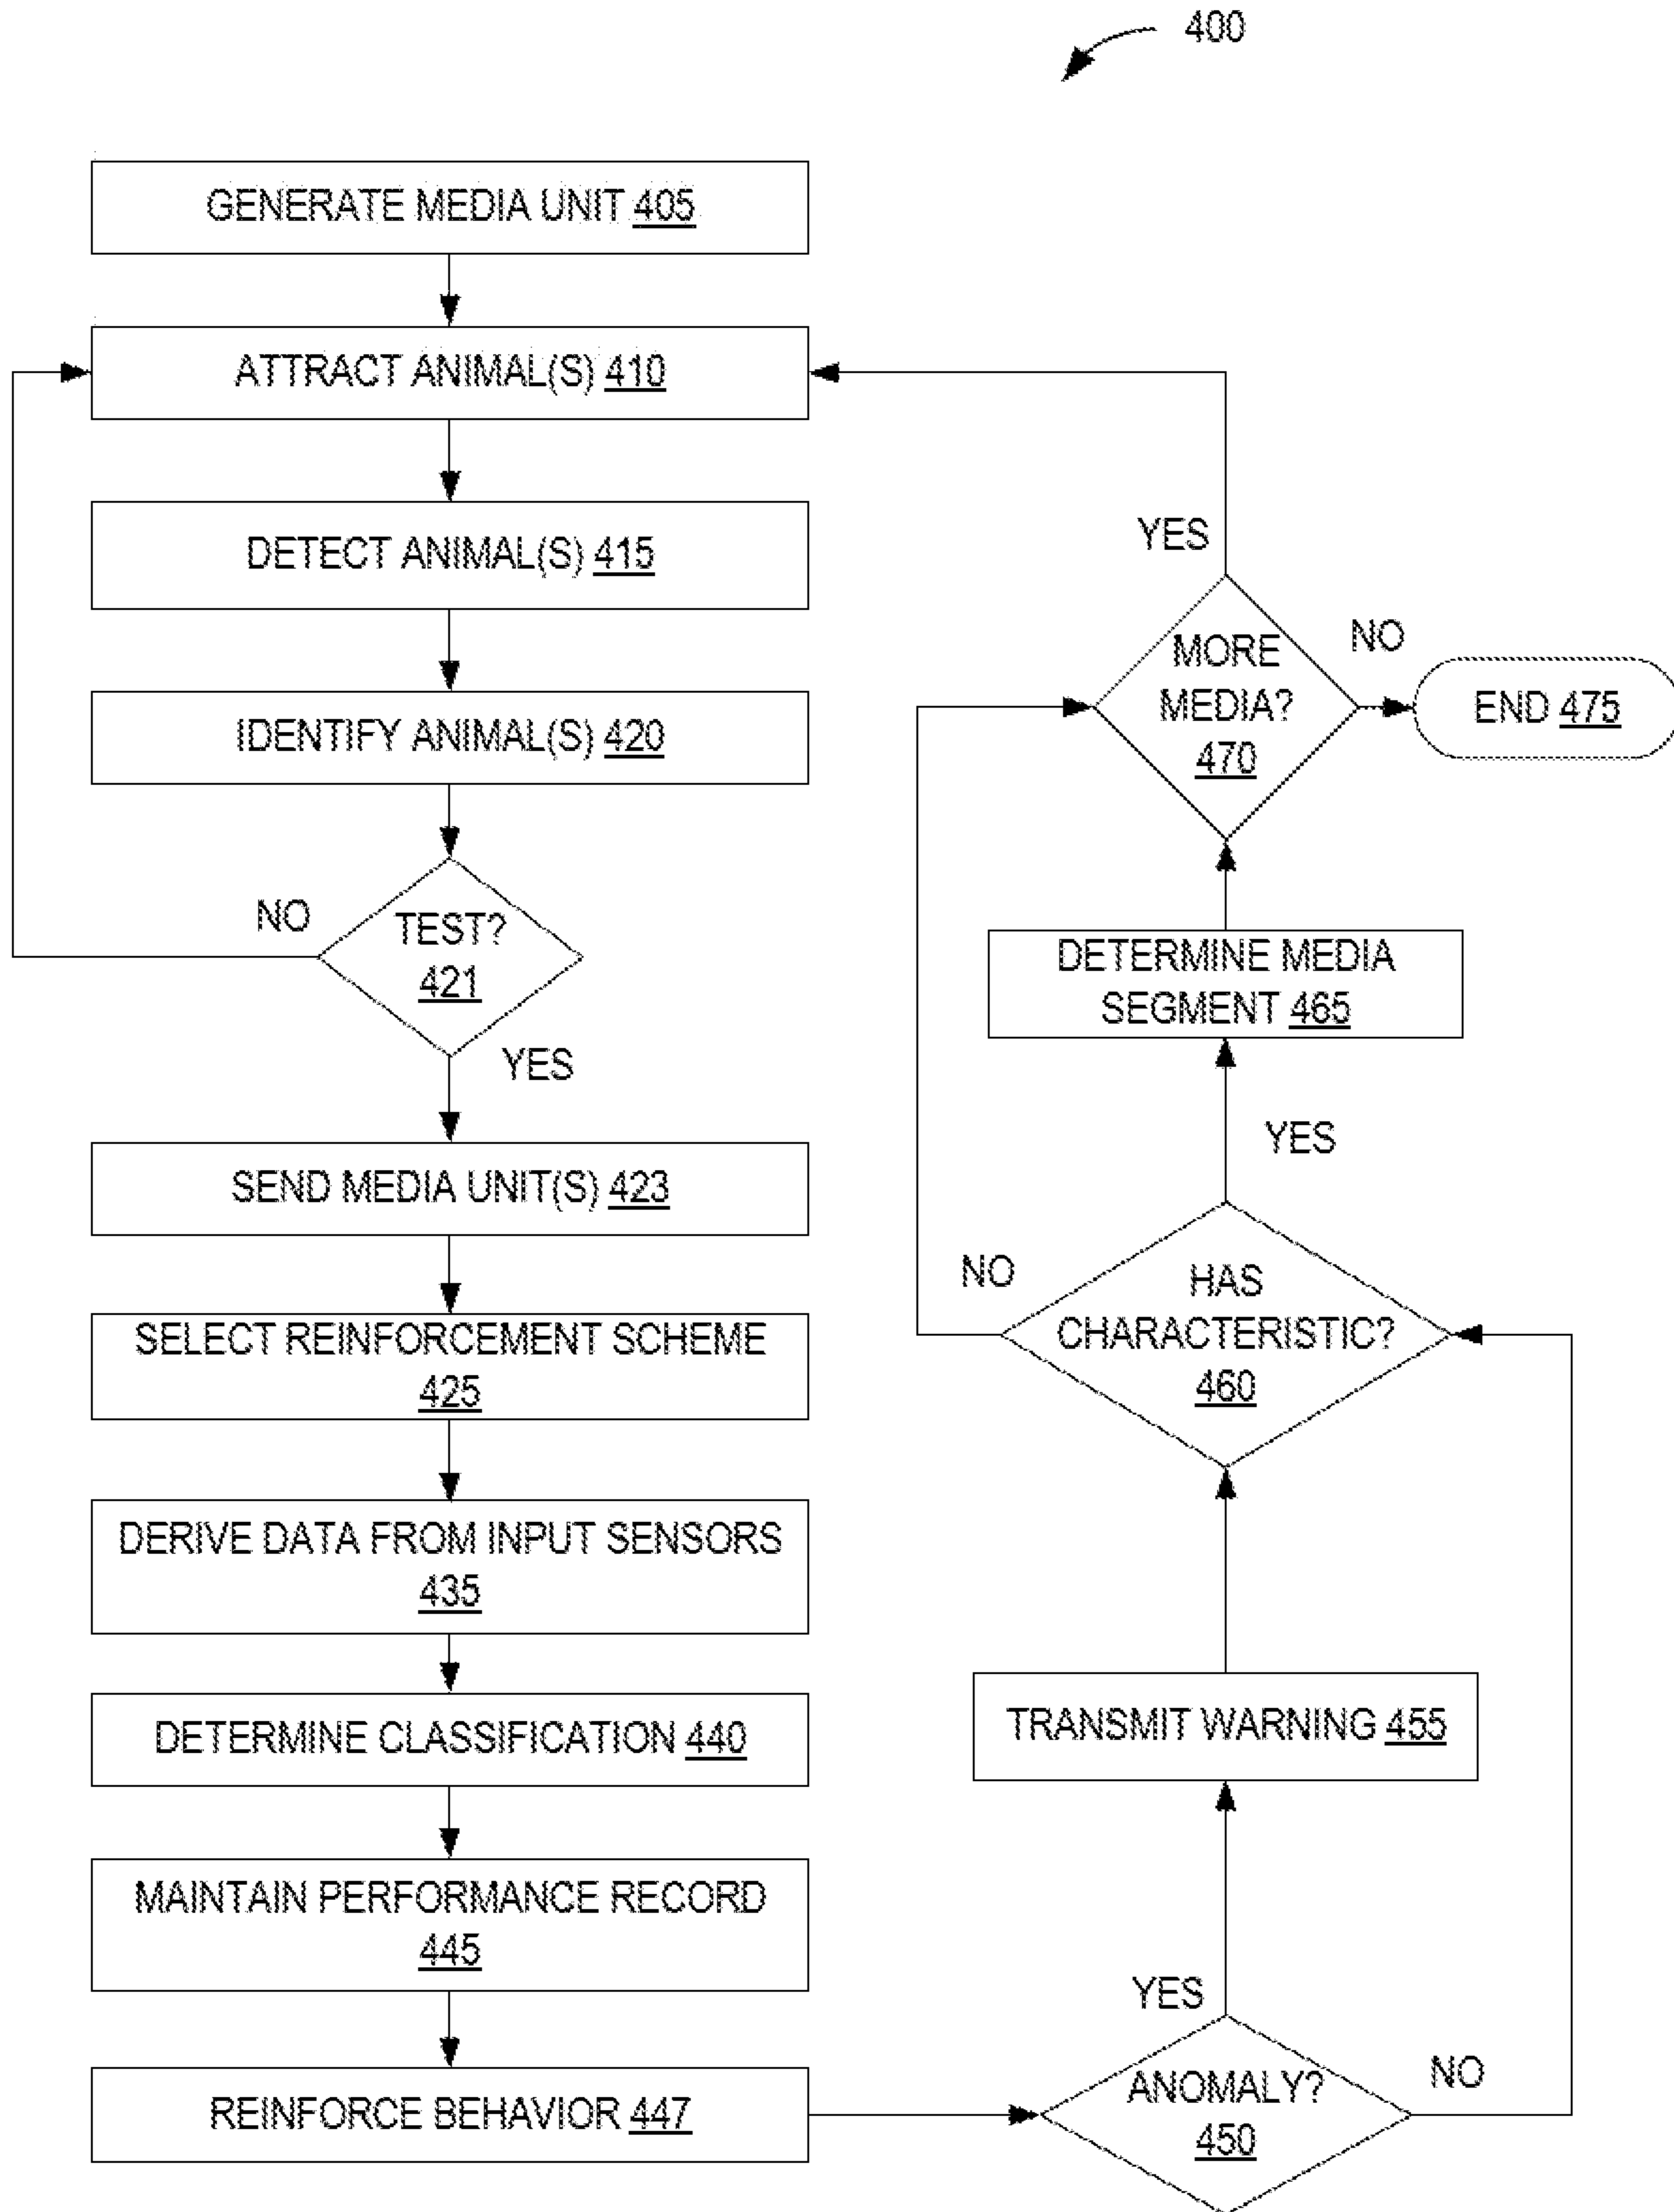 400
GENERATE MEDIA UNIT 405
ATTRACT ANIMAL(S) 410
DETECT ANIMAL(S) 415
IDENTIFY ANIMAL(S) 420
NO
TEST?
421
YES
SEND MEDIA UNIT(S) 423
SELECT REINFORCEMENT SCHEME
425
DERIVE DATA FROM INPUT SENSORS
435
DETERMINE CLASSIFICATION 440
MAINTAIN PERFORMANCE RECORD
445
REINFORCE BEHAVIOR 447
ANOMALY?
450
YES
NO
TRANSMIT WARNING 455
HAS
CHARACTERISTIC?
460
NO
YES
DETERMINE MEDIA
SEGMENT 465
MORE
MEDIA?
470
YES
NO
END 475